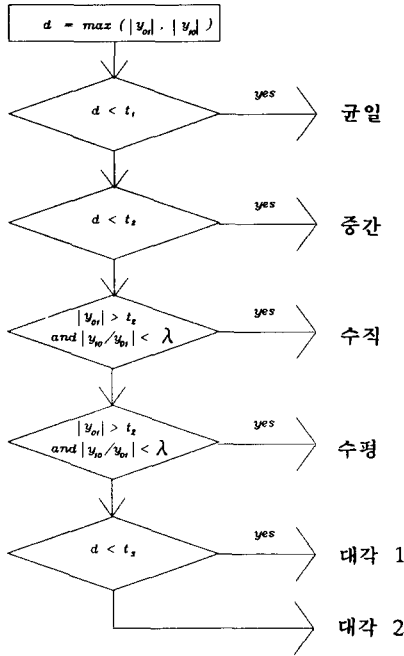 d = max ( |y₀₁| , |y₁₀| )
yes
d < t₁
균일
yes
d < t₂
중간
yes
|y₀₁| > t₂
and |y₁₀/y₀₁| < λ
수직
yes
|y₀₁| > t₂
and |y₁₀/y₀₁| < λ
수평
yes
d < t₃
대각 1
대각 2